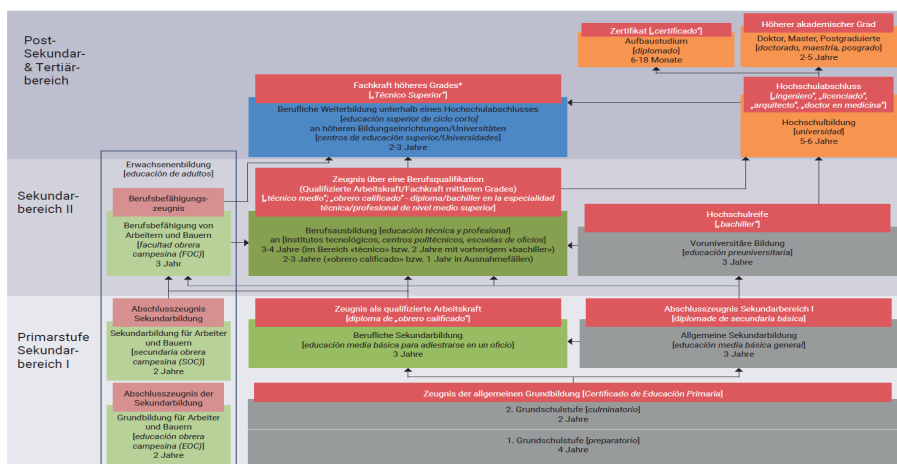 Post-
Sekundar-
& Tertiär-
bereich
Zertifikat [„certificado"]
Aufbaustudium
[diplomado]
6-18 Monate
Höherer akademischer Grad
Doktor, Master, Postgraduierte
[doctorado, maestría, posgrado]
2-5 Jahre
Fachkraft höheres Grades*
[„Técnico Superior"]
Berufliche Weiterbildung unterhalb eines Hochschulabschlusses
[educación superior de ciclo corto]
an höheren Bildungseinrichtungen/Universitäten
[centros de educación superior/Universidades]
2-3 Jahre
Hochschulabschluss
[„ingeniero", „licenciado",
„arquitecto", „doctor en medicina"]
Hochschulbildung
[universidad]
5-6 Jahre
Erwachsenenbildung
[educación de adultos]
Sekundar-
bereich II
Berufsbefähigungs-
zeugnis
Berufsbefähigung von
Arbeitern und Bauern
[facultad obrera
campesina (FOC)]
3 Jahr
Zeugnis über eine Berufsqualifikation
(Qualifizierte Arbeitskraft/Fachkraft mittleren Grades)
[„técnico medio"; „obrero calificado" - diploma/bachiller en la especialidad
técnica/profesional de nivel medio superior]
Berufsausbildung [educación técnica y profesional]
an [Institutos tecnológicos, centros politécnicos, escuelas de oficios]
3-4 Jahre (im Bereich «técnico» bzw. 2 Jahre mit vorherigem «bachiller»)
2-3 Jahre («obrero calificado» bzw. 1 Jahr in Ausnahmefällen)
Hochschulreife
[„bachiller"]
Voruniversitäre Bildung
[educación preuniversitaria]
3 Jahre
Primarstufe
Sekundar-
bereich I
Abschlusszeugnis
Sekundarbildung
Sekundarbildung für Arbeiter
und Bauern
[secundaria obrera
campesina (SOC)]
2 Jahre
Zeugnis als qualifizierte Arbeitskraft
[diploma de „obrero calificado"]
Berufliche Sekundarbildung
[educación media básica para adiestrarse en un oficio]
3 Jahre
Abschlusszeugnis Sekundarbereich I
[diplomade de secundaria básica]
Allgemeine Sekundarbildung
[educación media básica general]
3 Jahre
Abschlusszeugnis der
Sekundarbildung
Grundbildung für Arbeiter
und Bauern
[educación obrera
campesina (EOC)]
2 Jahre
Zeugnis der allgemeinen Grundbildung [Certificado de Educación Primaria]
2. Grundschulstufe [culminatorio]
2 Jahre
1. Grundschulstufe [preparatorio]
4 Jahre